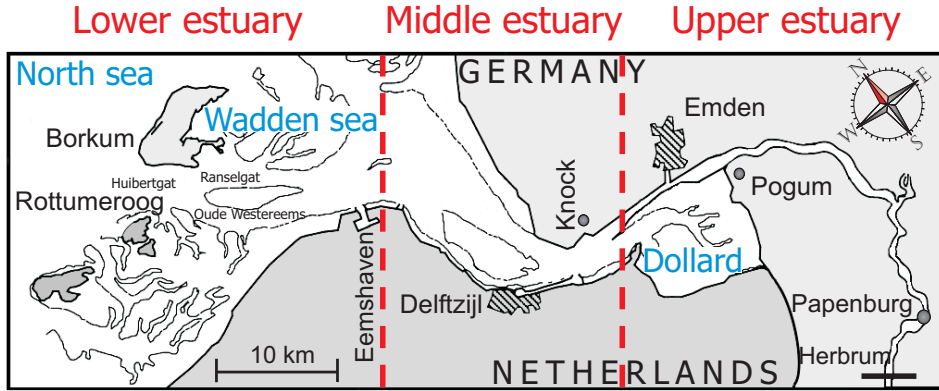 Lower estuary
Middle estuary
Upper estuary
North sea
GERMANY
N
E
S
W
Emden
Wadden sea
Borkum
Knock
Pogum
Huibertgat
Ranselgat
Rottumeroog
Oude Westereems
Dollard
Eemshaven
Delftzijl
Papenburg
10 km
NETHERLANDS
Herbrum